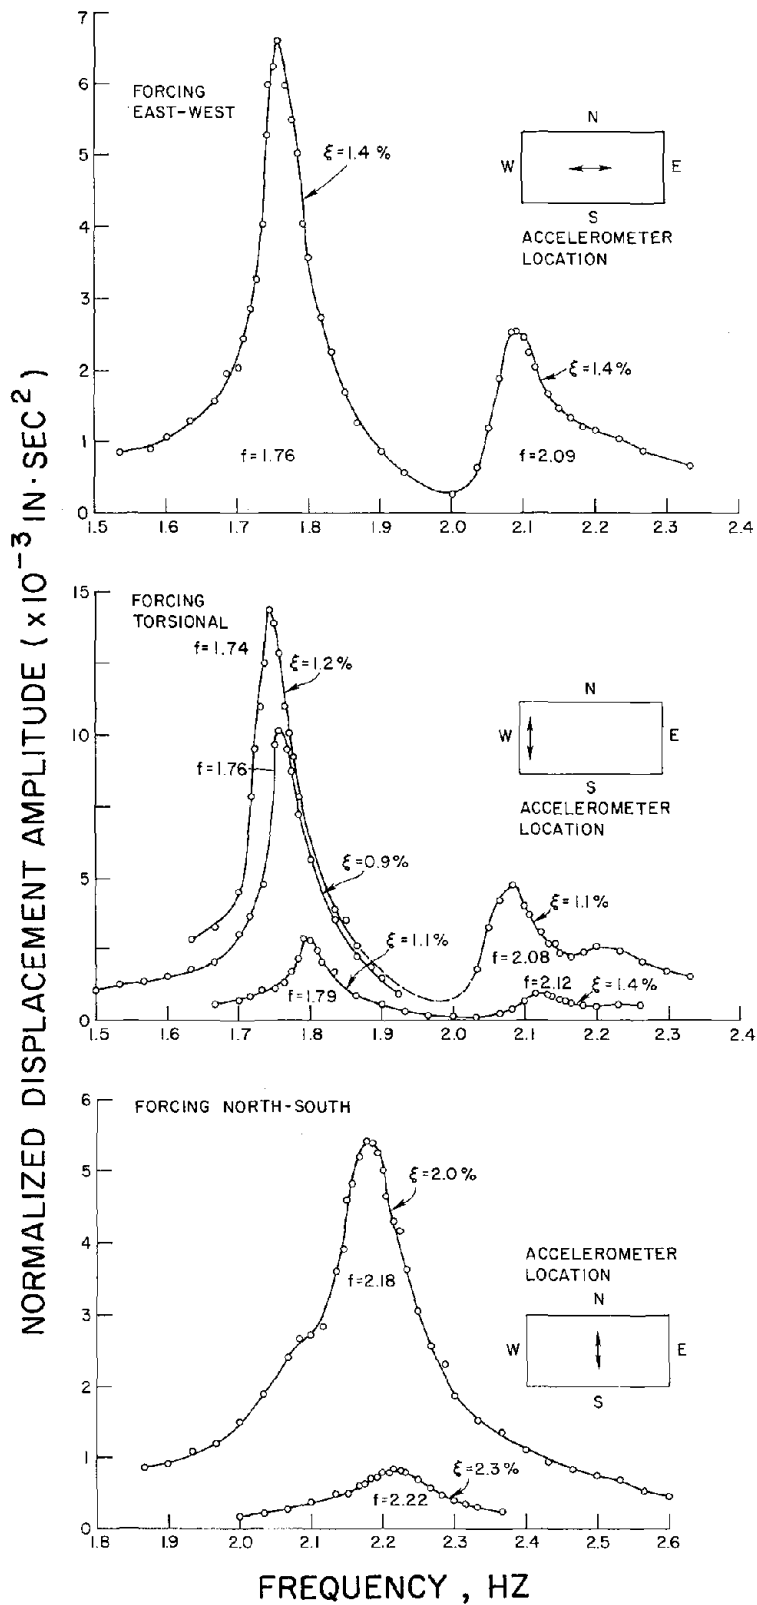 NORMALIZED DISPLACEMENT AMPLITUDE (x10⁻³ IN·SEC²)
7
6
5
4
3
2
1
0
FORCING
EAST-WEST
ξ=1.4 %
N
W E
S
ACCELEROMETER
LOCATION
ξ=1.4%
f=1.76
f=2.09
1.5 1.6 1.7 1.8 1.9 2.0 2.1 2.2 2.3 2.4
15
10
5
0
FORCING
TORSIONAL
f=1.74
ξ=1.2%
N
W E
S
ACCELEROMETER
LOCATION
f=1.76
ξ=0.9%
ξ=1.1%
ξ=1.1%
f=2.08
f=1.79
f=2.12
ξ=1.4%
1.5 1.6 1.7 1.8 1.9 2.0 2.1 2.2 2.3 2.4
6
5
4
3
2
1
0
FORCING NORTH-SOUTH
ξ=2.0%
f=2.18
ACCELEROMETER
LOCATION
N
W E
S
ξ=2.3%
f=2.22
1.8 1.9 2.0 2.1 2.2 2.3 2.4 2.5 2.6
FREQUENCY , HZ